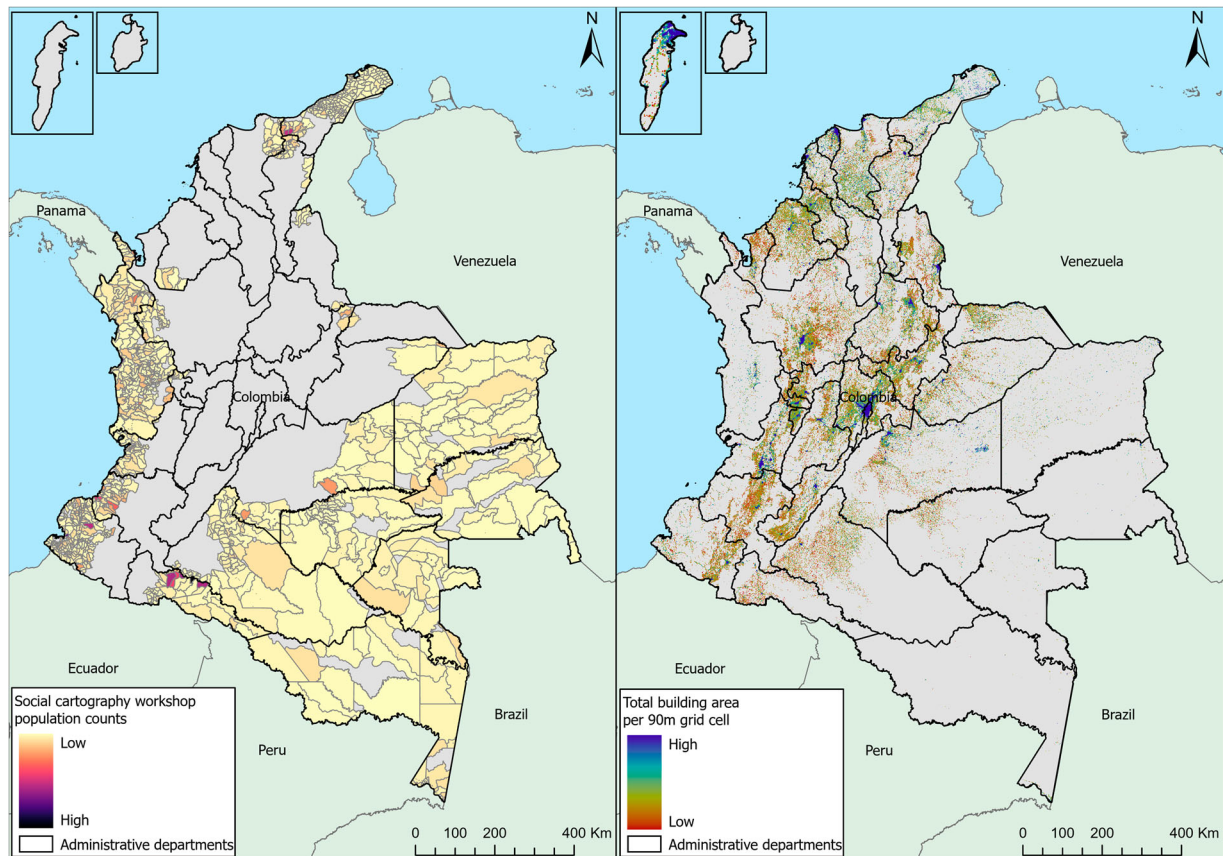 N
Panama
Venezuela
Colombia
Ecuador
Peru
Brazil
Social cartography workshop
population counts
Low
High
Administrative departments
0 100 200 400 Km
N
Panama
Venezuela
Colombia
Ecuador
Peru
Brazil
Total building area
per 90m grid cell
High
Low
Administrative departments
0 100 200 400 Km